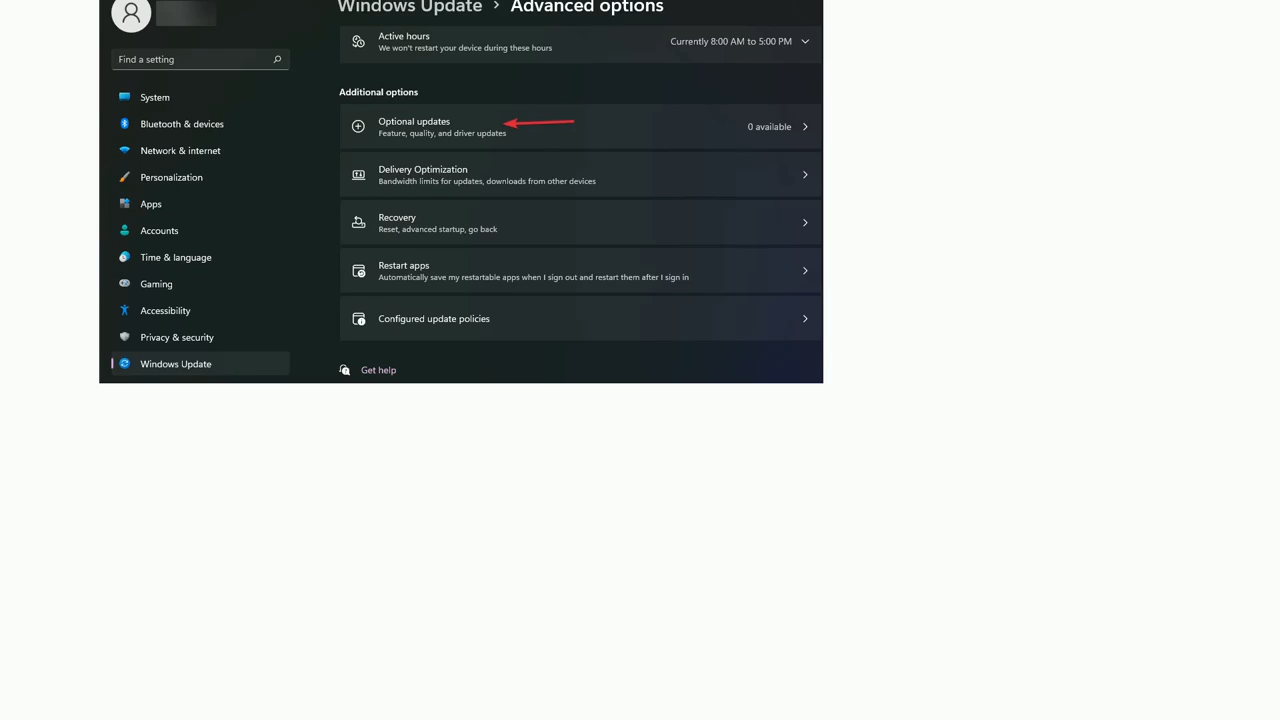 Windows Update > Advanced options
Active hours
We won't restart your device during these hours
Currently 8:00 AM to 5:00 PM
Find a setting
System
Bluetooth & devices
Network & internet
Personalization
Apps
Accounts
Time & language
Gaming
Accessibility
Privacy & security
Windows Update
Additional options
Optional updates
Feature, quality, and driver updates
0 available
Delivery Optimization
Bandwidth limits for updates, downloads from other devices
Recovery
Reset, advanced startup, go back
Restart apps
Automatically save my restartable apps when I sign out and restart them after I sign in
Configured update policies
Get help